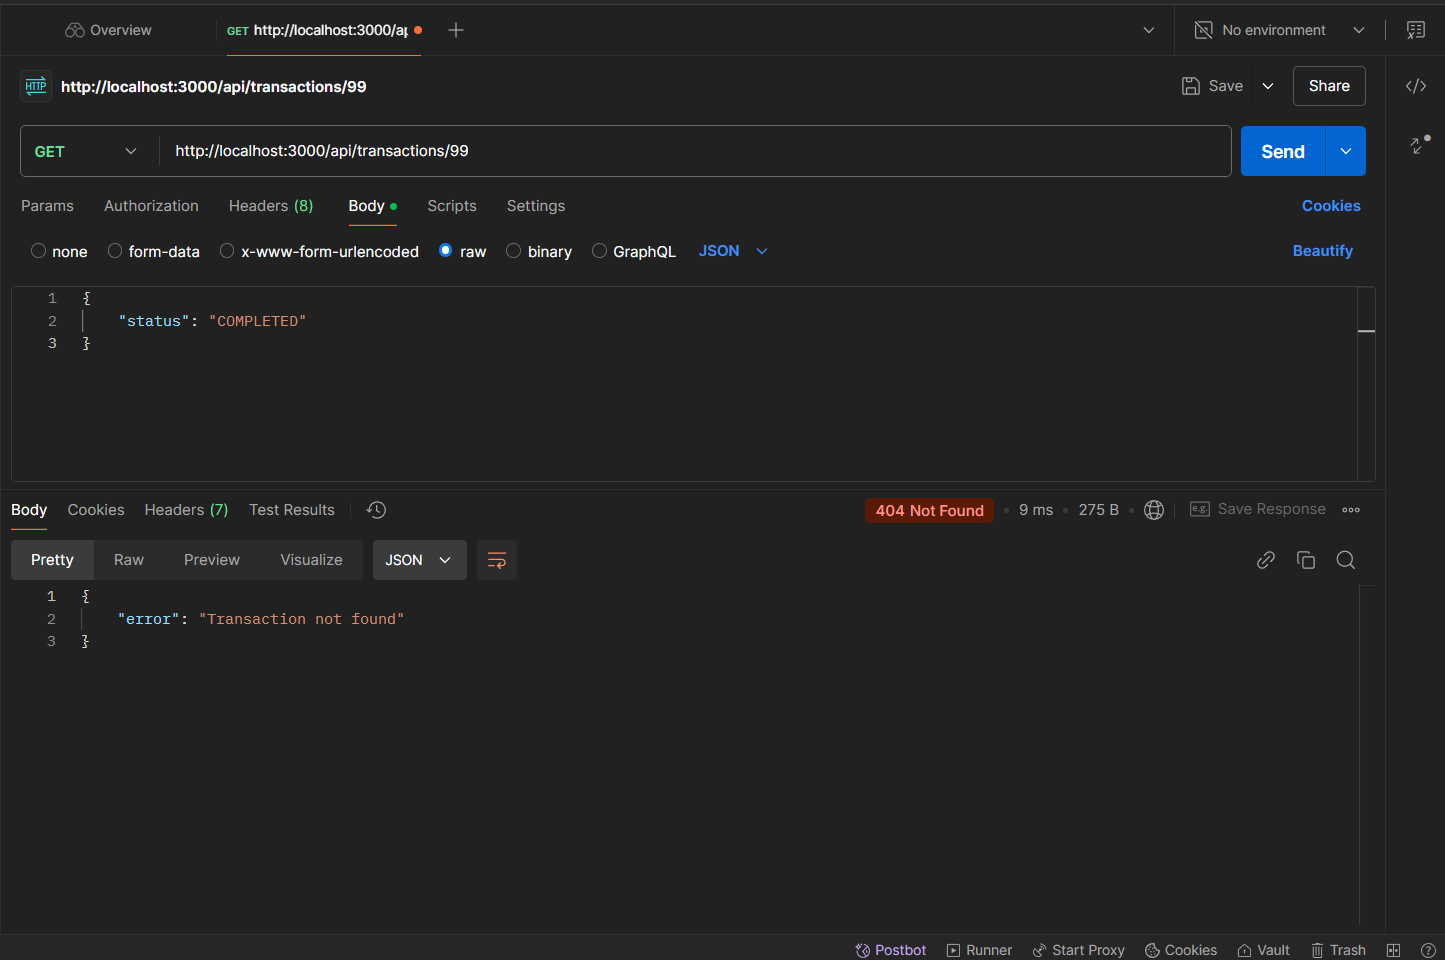 Overview
GET http://localhost:3000/ap
No environment
HTTP http://localhost:3000/api/transactions/99
Save
Share
GET http://localhost:3000/api/transactions/99
Send
Params Authorization Headers (8) Body Scripts Settings Cookies
none form-data x-www-form-urlencoded raw binary GraphQL JSON Beautify
1 {
2 "status": "COMPLETED"
3 }
Body Cookies Headers (7) Test Results 404 Not Found 9 ms 275 B e.g. Save Response
Pretty Raw Preview Visualize JSON
1 {
2 "error": "Transaction not found"
3 }
Postbot Runner Start Proxy Cookies Vault Trash